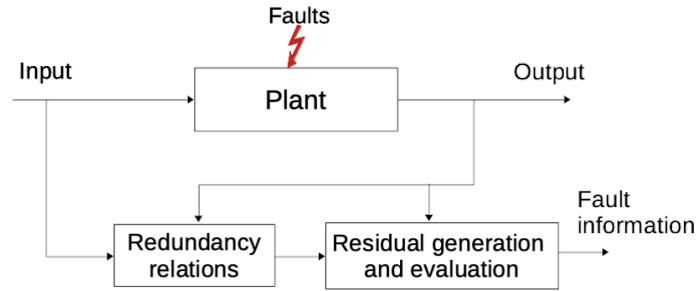 Faults
Input
Output
Plant
Fault
information
Redundancy
relations
Residual generation
and evaluation